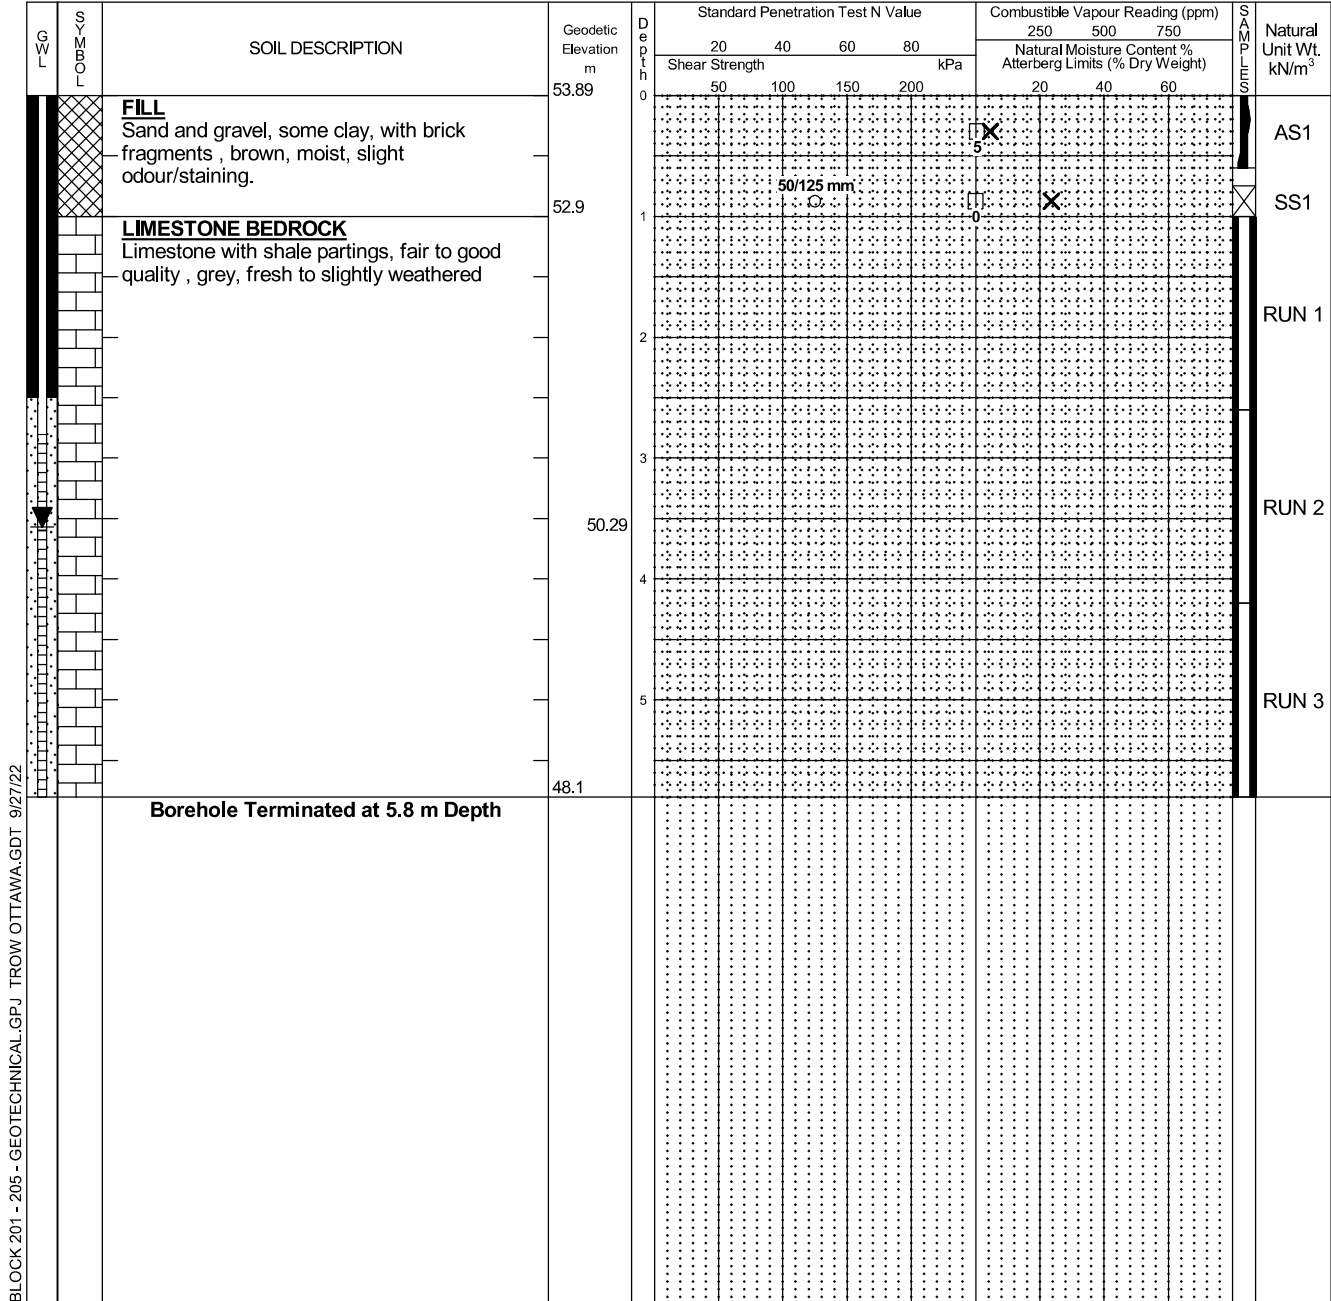 GWL
SYMBOL
SOIL DESCRIPTION
Geodetic
Elevation
m
53.89
Depth
Standard Penetration Test N Value
20 40 60 80
Shear Strength kPa
50 100 150 200
Combustible Vapour Reading (ppm)
250 500 750
Natural Moisture Content %
Atterberg Limits (% Dry Weight)
20 40 60
SAMPLES
Natural
Unit Wt.
kN/m³
0
FILL
Sand and gravel, some clay, with brick
fragments , brown, moist, slight
odour/staining.
5
AS1
50/125 mm
0
SS1
52.9
1
LIMESTONE BEDROCK
Limestone with shale partings, fair to good
quality , grey, fresh to slightly weathered
RUN 1
2
3
RUN 2
50.29
4
5
RUN 3
48.1
Borehole Terminated at 5.8 m Depth
BLOCK 201 - 205 - GEOTECHNICAL.GPJ TROW OTTAWA.GDT 9/27/22